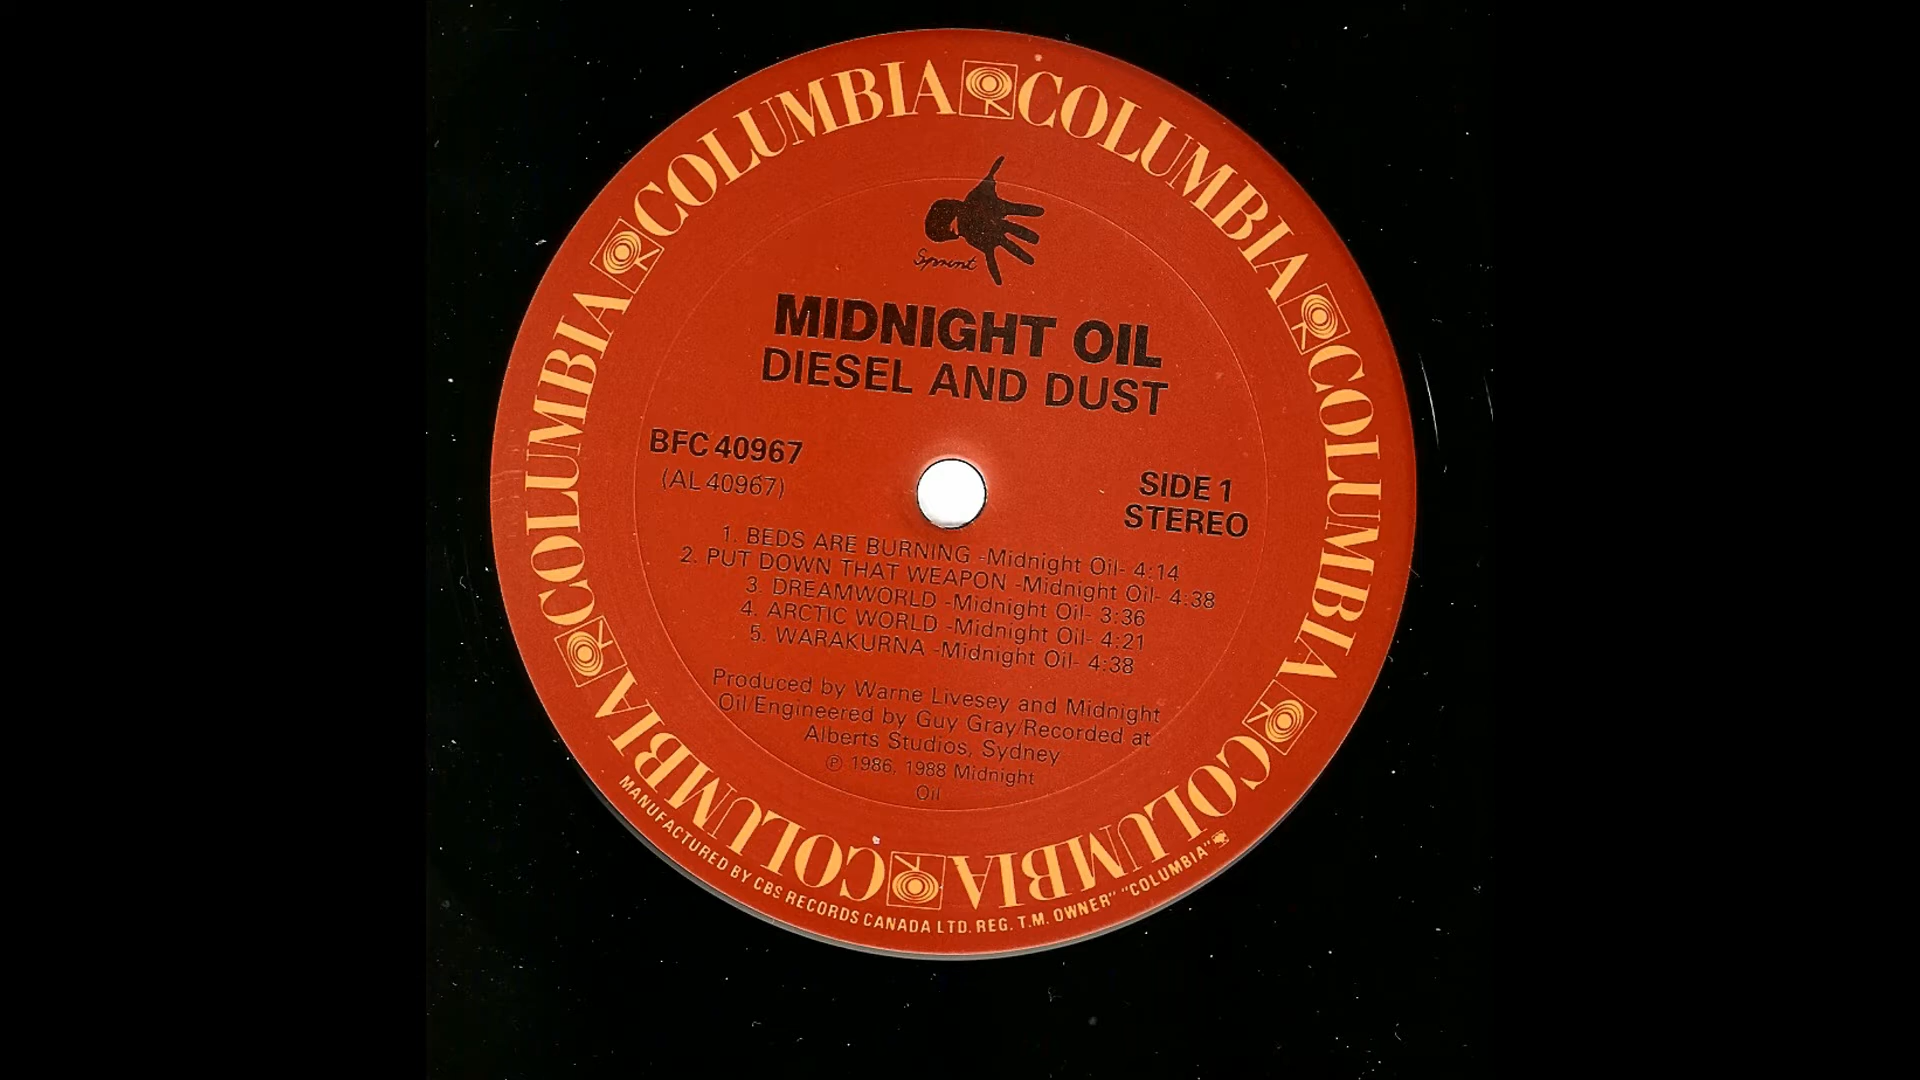 COLUMBIA COLUMBIA COLUMBIA COLUMBIA COLUMBIA COLUMBIA
Sprint
MIDNIGHT OIL
DIESEL AND DUST
BFC 40967
(AL 40967)
SIDE 1
STEREO
1. BEDS ARE BURNING -Midnight Oil- 4:14
2. PUT DOWN THAT WEAPON -Midnight Oil- 4:38
3. DREAMWORLD -Midnight Oil- 3:36
4. ARCTIC WORLD -Midnight Oil- 4:21
5. WARAKURNA -Midnight Oil- 4:38
Produced by Warne Livesey and Midnight
Oil/Engineered by Guy Gray/Recorded at
Alberts Studios, Sydney
℗ 1986, 1988 Midnight
Oil
MANUFACTURED BY CBS RECORDS CANADA LTD. REG. T.M. OWNER" "COLUMBIA"